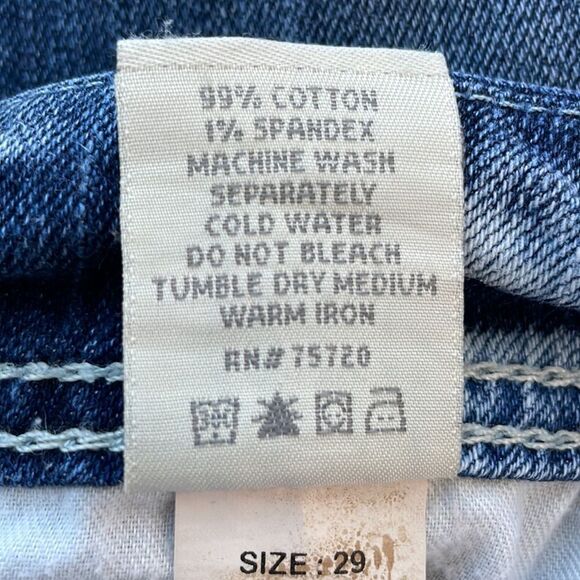 99% COTTON
1% SPANDEX
MACHINE WASH
SEPARATELY
COLD WATER
DO NOT BLEACH
TUMBLE DRY MEDIUM
WARM IRON
RN# 75720
SIZE : 29